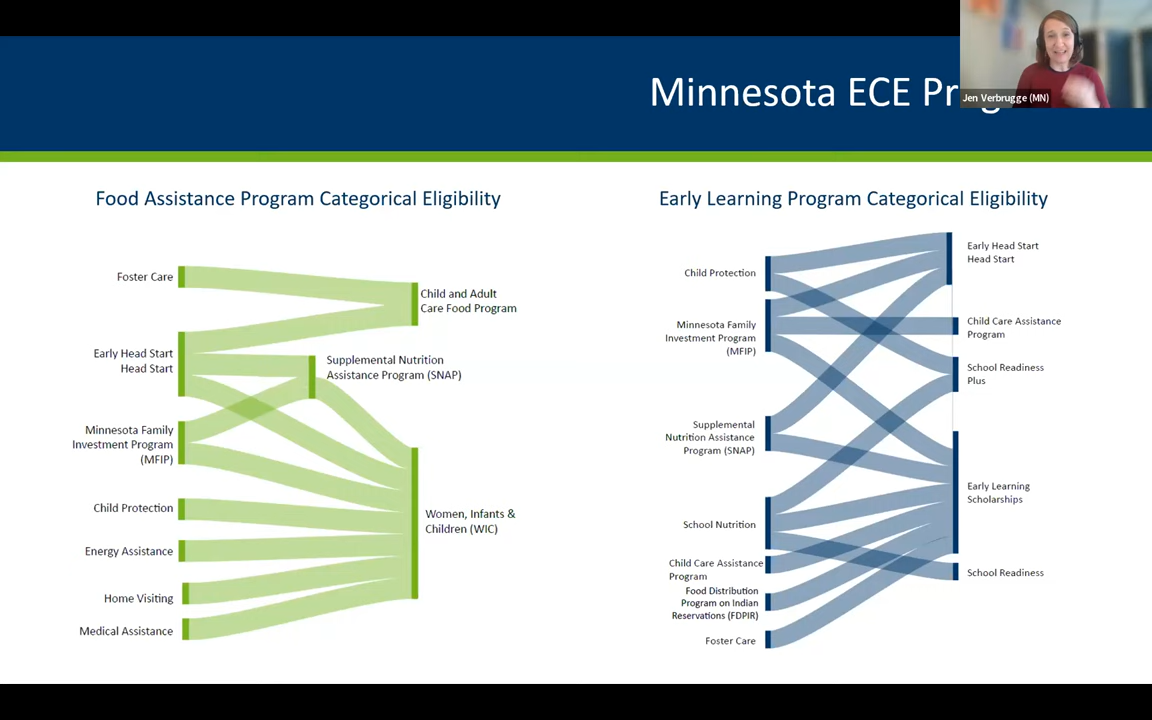 Minnesota ECE
Jen Verbrugge (MN)
Food Assistance Program Categorical Eligibility
Foster Care
Early Head Start
Head Start
Minnesota Family
Investment Program
(MFIP)
Child Protection
Energy Assistance
Home Visiting
Medical Assistance
Child and Adult
Care Food Program
Supplemental Nutrition
Assistance Program (SNAP)
Women, Infants &
Children (WIC)
Early Learning Program Categorical Eligibility
Child Protection
Minnesota Family
Investment Program
(MFIP)
Supplemental
Nutrition Assistance
Program (SNAP)
School Nutrition
Child Care Assistance
Program
Food Distribution
Program on Indian
Reservations (FDPIR)
Foster Care
Early Head Start
Head Start
Child Care Assistance
Program
School Readiness
Plus
Early Learning
Scholarships
School Readiness